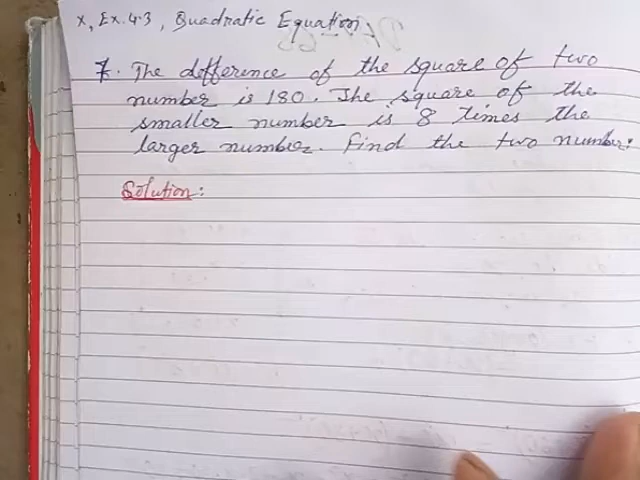 X, Ex. 4.3, Quadratic Equation
7. The difference of the square of two
number is 180. The square of the
smaller number is 8 times the
larger number. Find the two number:
Solution: